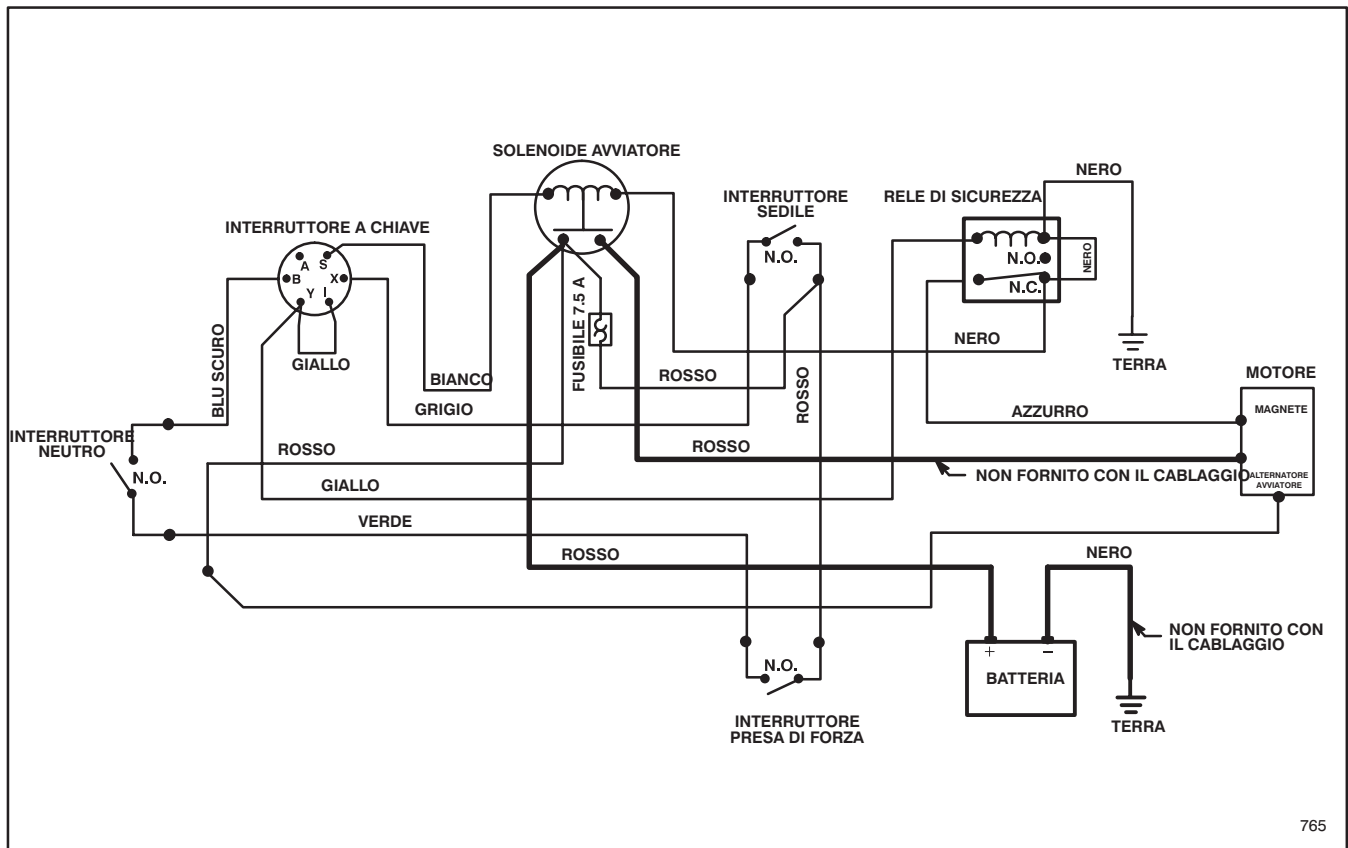 SOLENOIDE AVVIATORE
NERO
INTERRUTTORE
SEDILE
RELE DI SICUREZZA
INTERRUTTORE A CHIAVE
N.O.
N.O.
NERO
A
S
B
X
Y
I
N.C.
BLU SCURO
GIALLO
FUSIBILE 7.5 A
NERO
TERRA
BIANCO
ROSSO
ROSSO
MOTORE
GRIGIO
AZZURRO
MAGNETE
INTERRUTTORE
NEUTRO
N.O.
ROSSO
ROSSO
NON FORNITO CON IL CABLAGGIO
ALTERNATORE
AVVIATORE
GIALLO
VERDE
ROSSO
NERO
NON FORNITO CON
IL CABLAGGIO
+
–
BATTERIA
N.O.
INTERRUTTORE
PRESA DI FORZA
TERRA
765